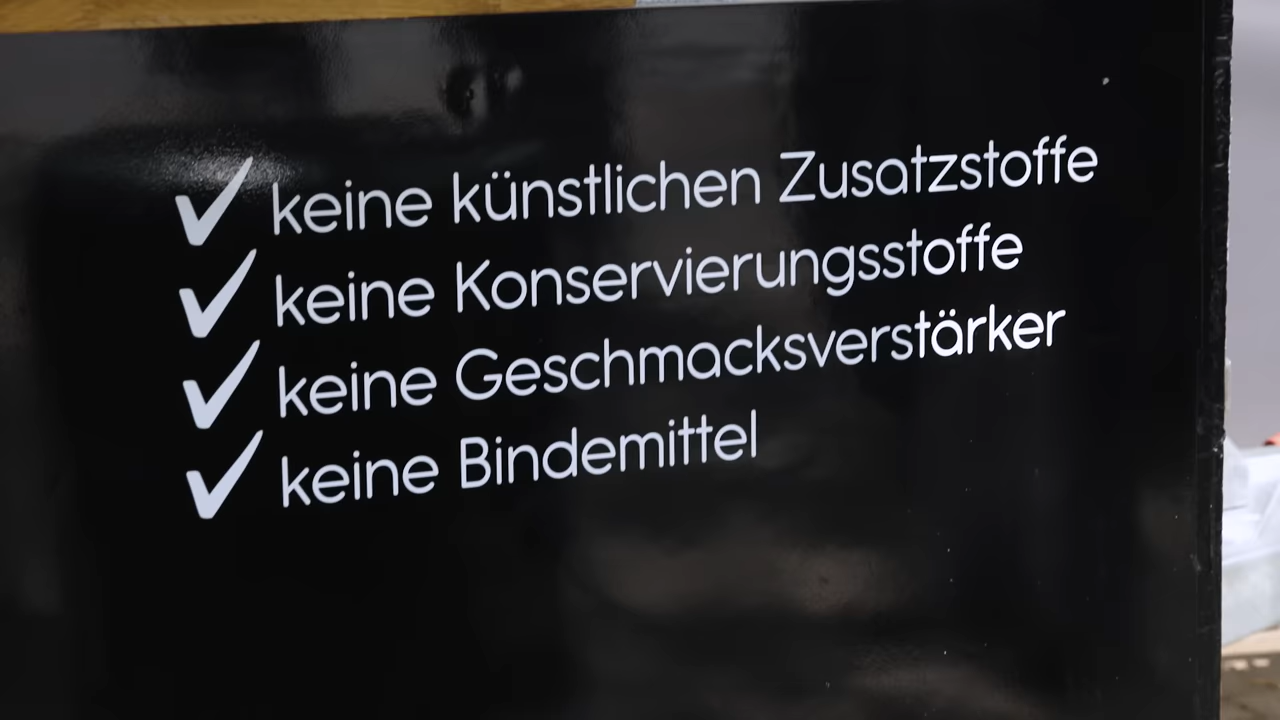 ✓ keine künstlichen Zusatzstoffe
✓ keine Konservierungsstoffe
✓ keine Geschmacksverstärker
✓ keine Bindemittel